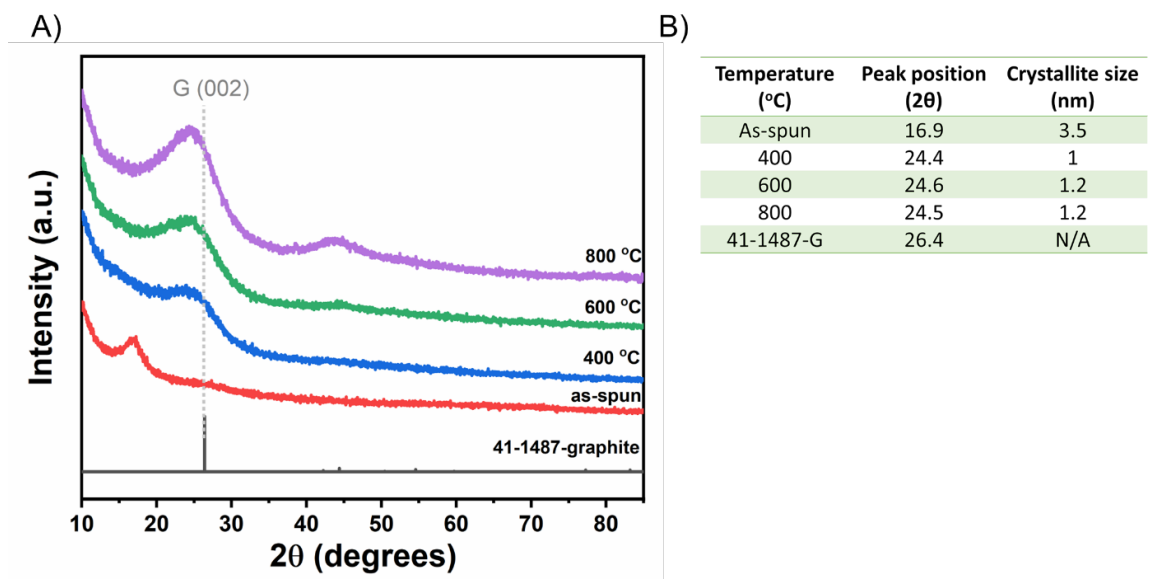 A)
G (002)
800 °C
600 °C
400 °C
as-spun
41-1487-graphite
Intensity (a.u.)
10 20 30 40 50 60 70 80
2θ (degrees)
B)
Temperature Peak position Crystallite size
(°C) (2θ) (nm)
As-spun 16.9 3.5
400 24.4 1
600 24.6 1.2
800 24.5 1.2
41-1487-G 26.4 N/A